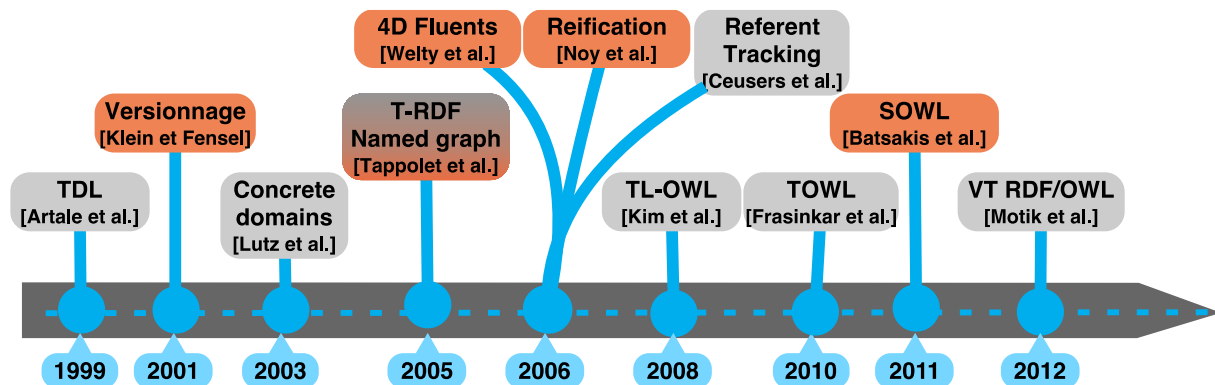 TDL
[Artale et al.]
1999
Versionnage
[Klein et Fensel]
2001
Concrete
domains
[Lutz et al.]
2003
T-RDF
Named graph
[Tappolet et al.]
2005
4D Fluents
[Welty et al.]
Reification
[Noy et al.]
Referent
Tracking
[Ceusers et al.]
2006
TL-OWL
[Kim et al.]
2008
TOWL
[Frasinkar et al.]
2010
SOWL
[Batsakis et al.]
2011
VT RDF/OWL
[Motik et al.]
2012